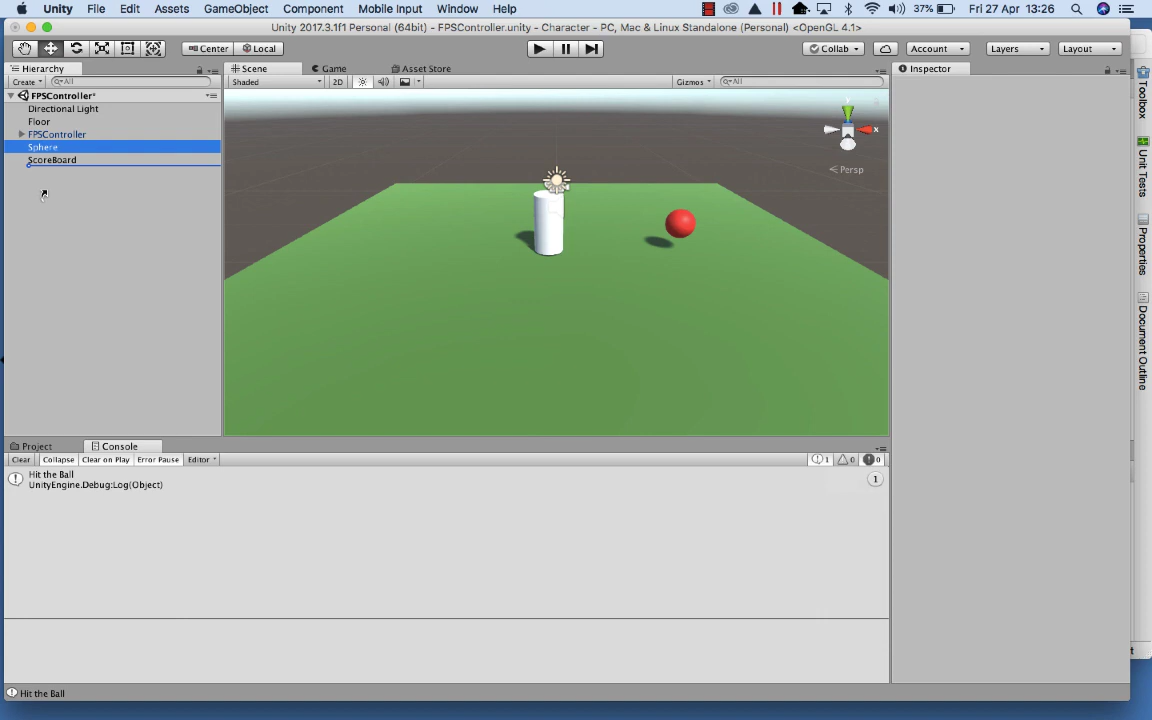 Unity File Edit Assets GameObject Component Mobile Input Window Help 37% Fri 27 Apr 13:26
Unity 2017.3.1f1 Personal (64bit) - FPSController.unity - Character - PC, Mac & Linux Standalone (Personal) <OpenGL 4.1>
Center Local Collab Account Layers Layout
Hierarchy Scene Game Asset Store Inspector
Create All Shaded 2D Gizmos All
FPSController*
Directional Light
Floor
FPSController
Sphere
ScoreBoard
y
x
Persp
Toolbox
Unit Tests
Properties
Document Outline
Project Console
Clear Collapse Clear on Play Error Pause Editor 1 0 0
Hit the Ball
UnityEngine.Debug:Log(Object) 1
Hit the Ball